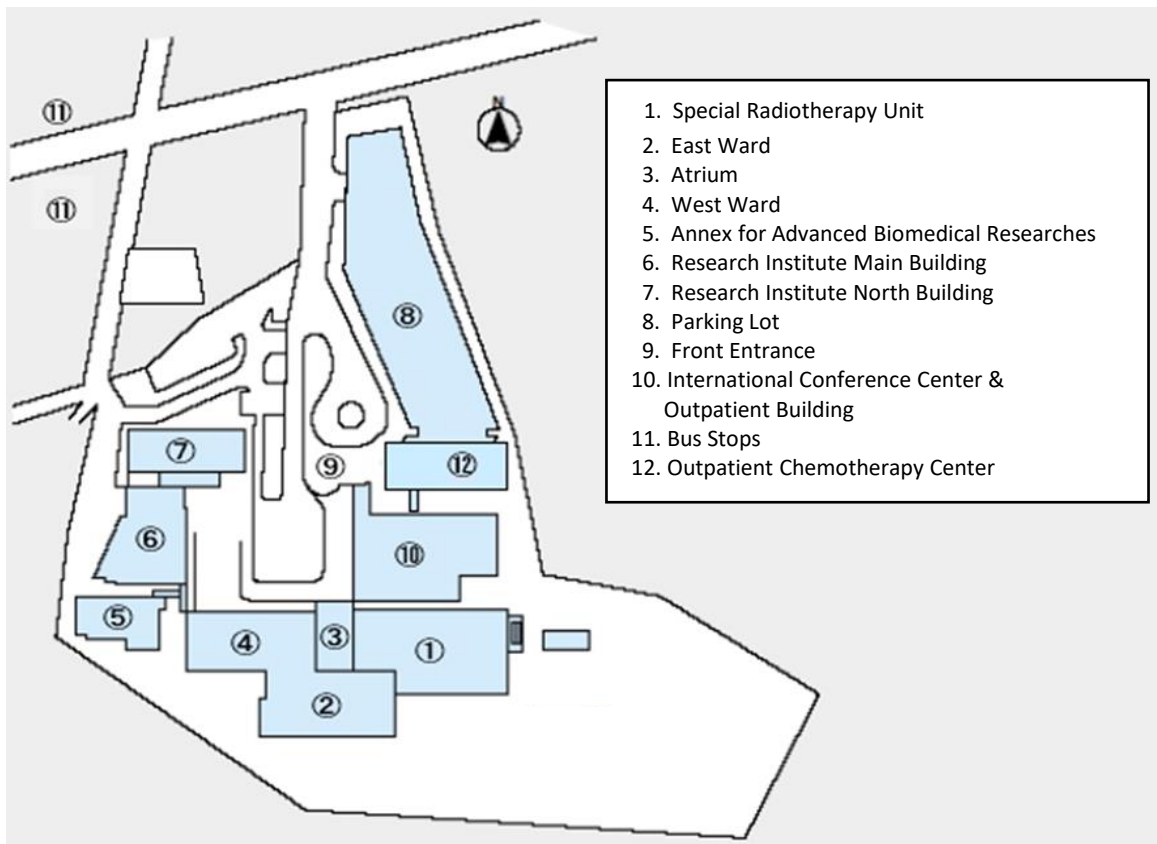 ⑪
N
⑪
⑧
⑦
⑨
⑫
⑥
⑩
⑤
④
③
①
②
1. Special Radiotherapy Unit
2. East Ward
3. Atrium
4. West Ward
5. Annex for Advanced Biomedical Researches
6. Research Institute Main Building
7. Research Institute North Building
8. Parking Lot
9. Front Entrance
10. International Conference Center &
Outpatient Building
11. Bus Stops
12. Outpatient Chemotherapy Center